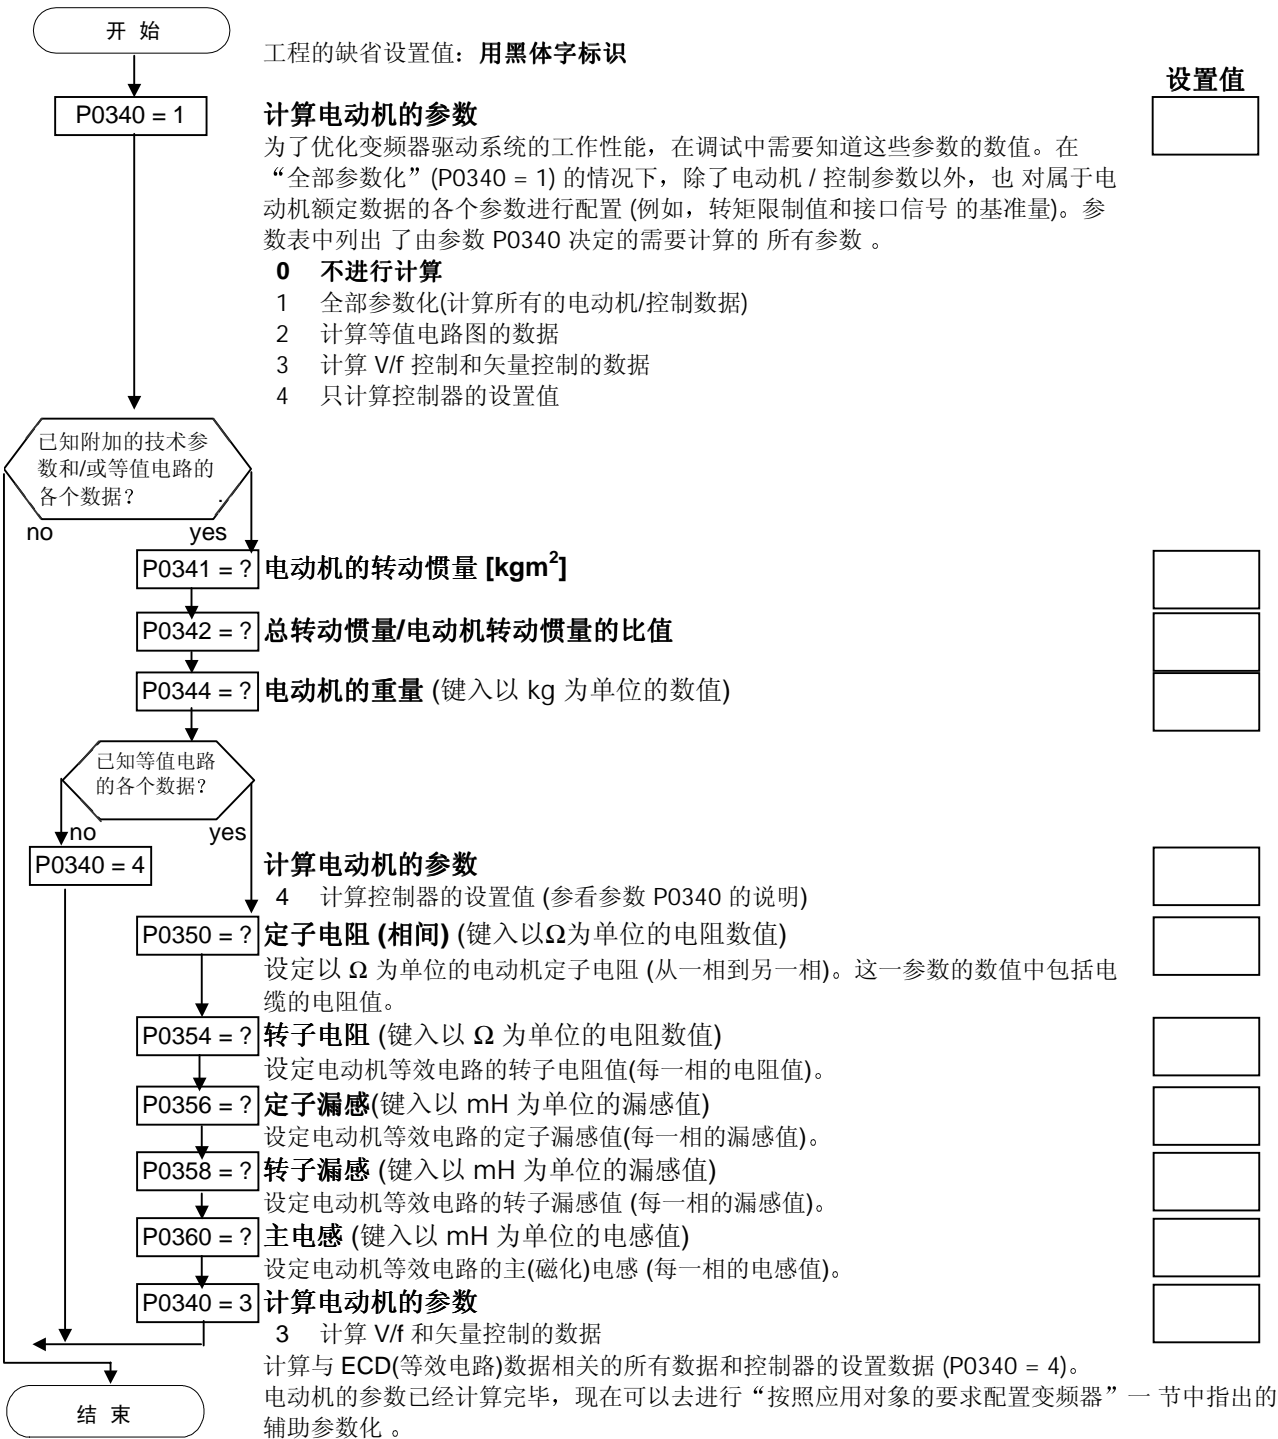 开 始
工程的缺省设置值：用黑体字标识
设置值
P0340 = 1
计算电动机的参数
为了优化变频器驱动系统的工作性能，在调试中需要知道这些参数的数值。在
“全部参数化”(P0340 = 1) 的情况下，除了电动机 / 控制参数以外，也 对属于电
动机额定数据的各个参数进行配置 (例如，转矩限制值和接口信号 的基准量)。参
数表中列出 了由参数 P0340 决定的需要计算的 所有参数 。
0 不进行计算
1 全部参数化(计算所有的电动机/控制数据)
2 计算等值电路图的数据
3 计算 V/f 控制和矢量控制的数据
4 只计算控制器的设置值
已知附加的技术参
数和/或等值电路的
各个数据？ .
no yes
P0341 = ? 电动机的转动惯量 [kgm²]
P0342 = ? 总转动惯量/电动机转动惯量的比值
P0344 = ? 电动机的重量 (键入以 kg 为单位的数值)
已知等值电路
的各个数据？
no yes
P0340 = 4 计算电动机的参数
4 计算控制器的设置值 (参看参数 P0340 的说明)
P0350 = ? 定子电阻 (相间) (键入以Ω为单位的电阻数值)
设定以 Ω 为单位的电动机定子电阻 (从一相到另一相)。这一参数的数值中包括电
缆的电阻值。
P0354 = ? 转子电阻 (键入以 Ω 为单位的电阻数值)
设定电动机等效电路的转子电阻值(每一相的电阻值)。
P0356 = ? 定子漏感(键入以 mH 为单位的漏感值)
设定电动机等效电路的定子漏感值(每一相的漏感值)。
P0358 = ? 转子漏感 (键入以 mH 为单位的漏感值)
设定电动机等效电路的转子漏感值 (每一相的漏感值)。
P0360 = ? 主电感 (键入以 mH 为单位的电感值)
设定电动机等效电路的主(磁化)电感 (每一相的电感值)。
P0340 = 3 计算电动机的参数
3 计算 V/f 和矢量控制的数据
计算与 ECD(等效电路)数据相关的所有数据和控制器的设置数据 (P0340 = 4)。
电动机的参数已经计算完毕，现在可以去进行“按照应用对象的要求配置变频器”一 节中指出的
辅助参数化 。
结 束